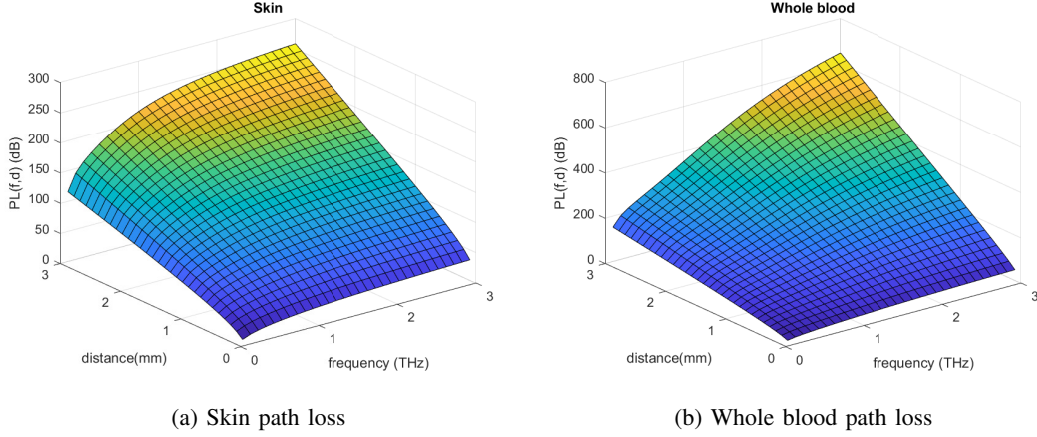 Skin
300
250
200
150
100
50
0
PL(f,d) (dB)
3
2
1
0
distance(mm)
0
1
2
3
frequency (THz)
(a) Skin path loss
Whole blood
800
600
400
200
0
PL(f,d) (dB)
3
2
1
0
distance(mm)
0
1
2
3
frequency (THz)
(b) Whole blood path loss